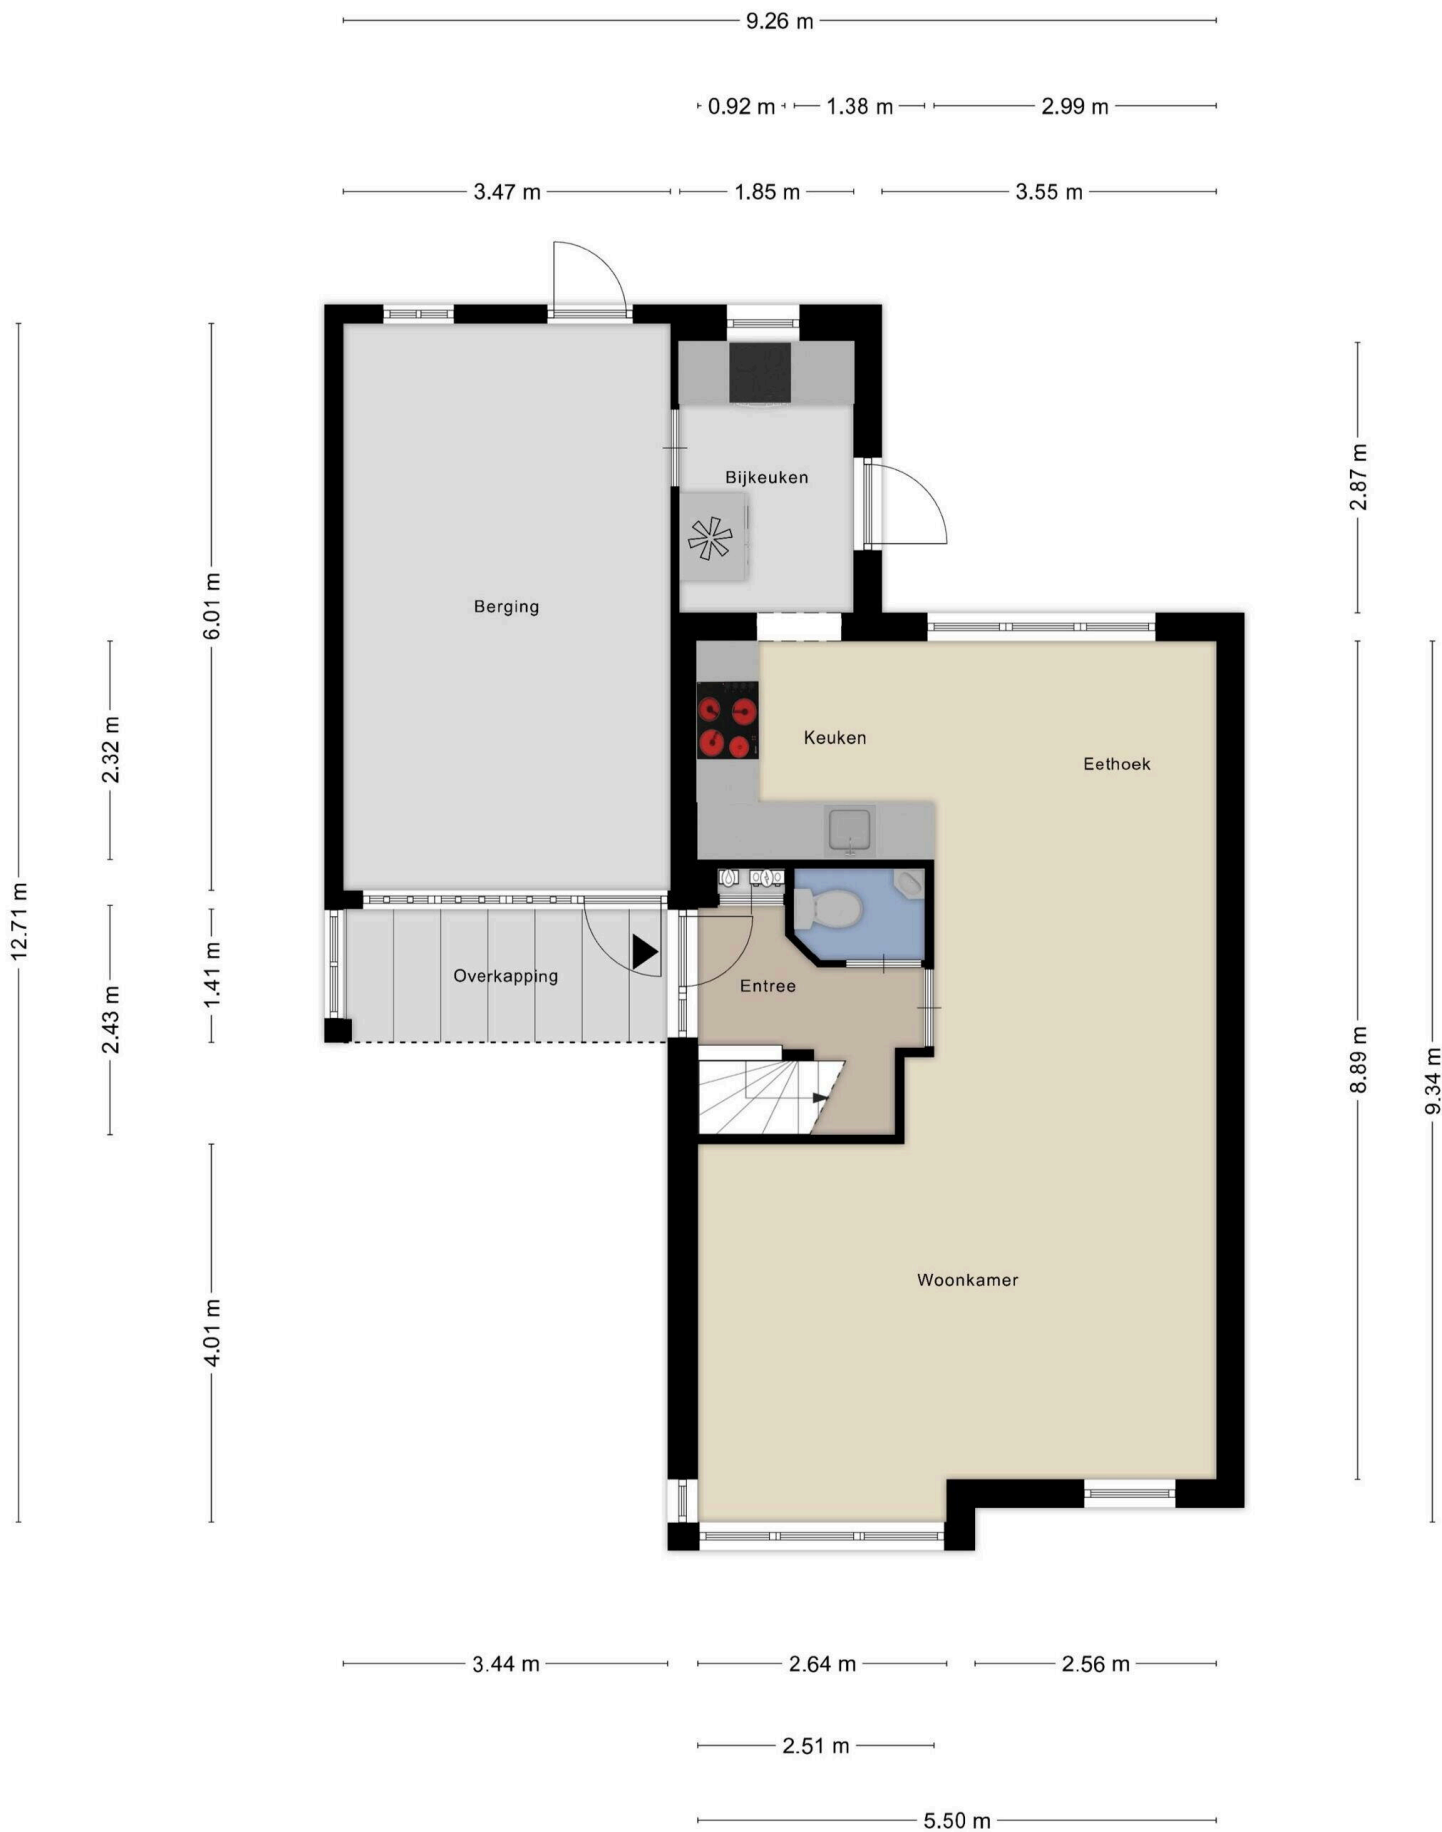 9.26 m
0.92 m
1.38 m
2.99 m
3.47 m
1.85 m
3.55 m
2.87 m
Bijkeuken
6.01 m
Berging
2.32 m
Keuken
Eethoek
12.71 m
1.41 m
Overkapping
Entree
2.43 m
8.89 m
9.34 m
Woonkamer
4.01 m
3.44 m
2.64 m
2.56 m
2.51 m
5.50 m